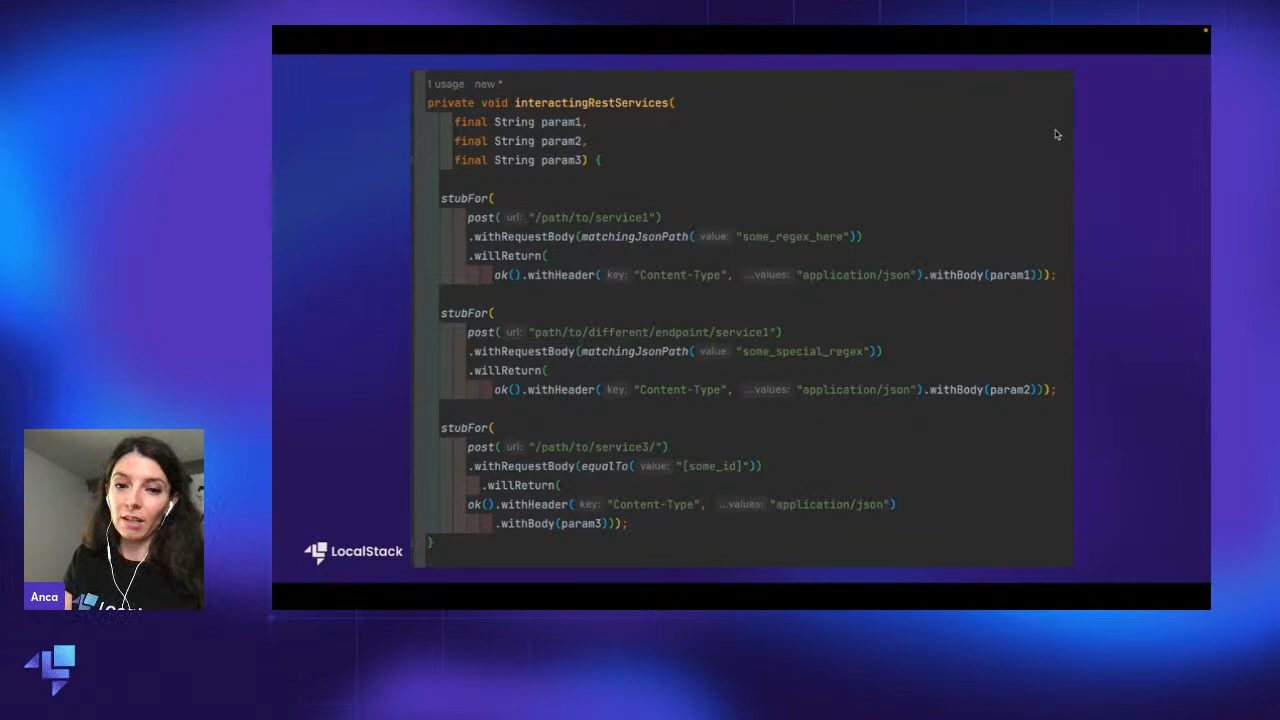 1 usage new *
private void interactingRestServices(
final String param1,
final String param2,
final String param3) {
stubFor(
post( url: "/path/to/service1")
.withRequestBody(matchingJsonPath( value: "some_regex_here"))
.willReturn(
ok().withHeader( key: "Content-Type", ...values: "application/json").withBody(param1)));
stubFor(
post( url: "path/to/different/endpoint/service1")
.withRequestBody(matchingJsonPath( value: "some_special_regex"))
.willReturn(
ok().withHeader( key: "Content-Type", ...values: "application/json").withBody(param2)));
stubFor(
post( url: "/path/to/service3/")
.withRequestBody(equalTo( value: "[some_id]"))
.willReturn(
ok().withHeader( key: "Content-Type", ...values: "application/json")
.withBody(param3)));
}
LocalStack
Anca